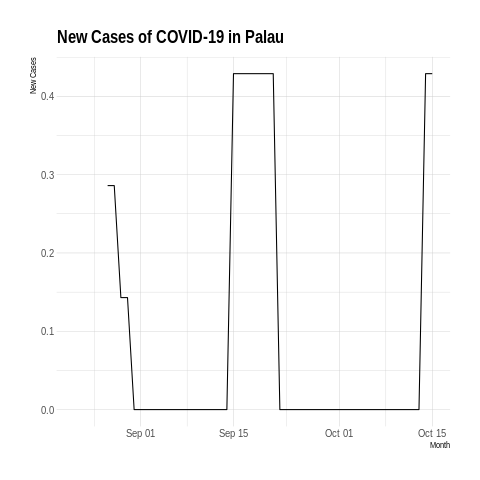 New Cases of COVID-19 in Palau
New Cases
0.4
0.3
0.2
0.1
0.0
Sep 01 Sep 15 Oct 01 Oct 15
Month